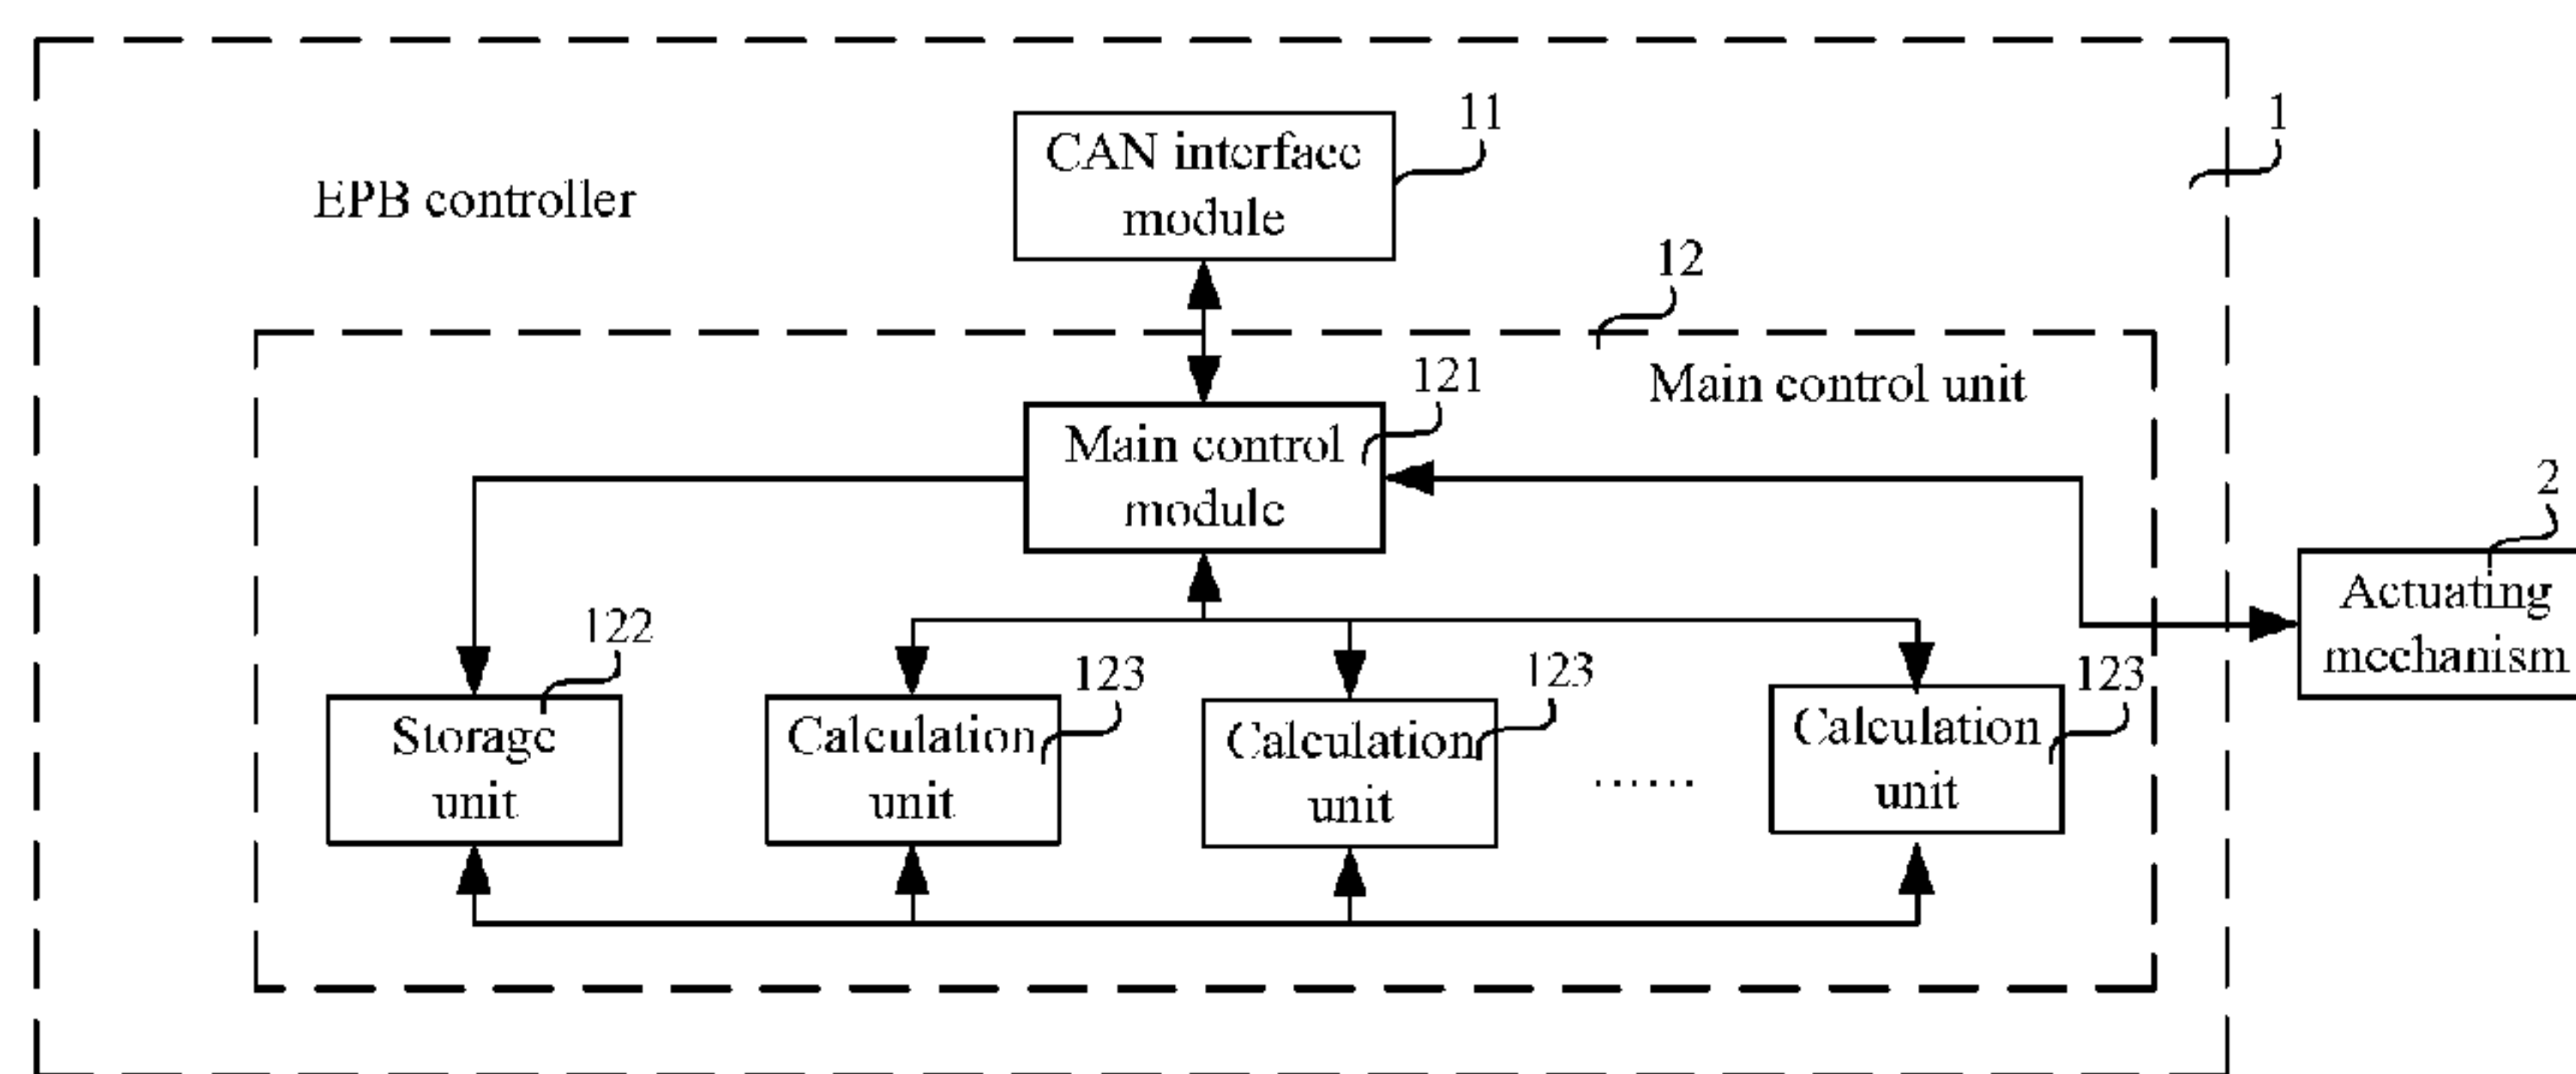 11
1
CAN interface
module
EPB controller
12
121
Main control unit
Main control
module
2
Actuating
mechanism
122
123
123
123
Storage
unit
Calculation
unit
Calculation
unit
......
Calculation
unit